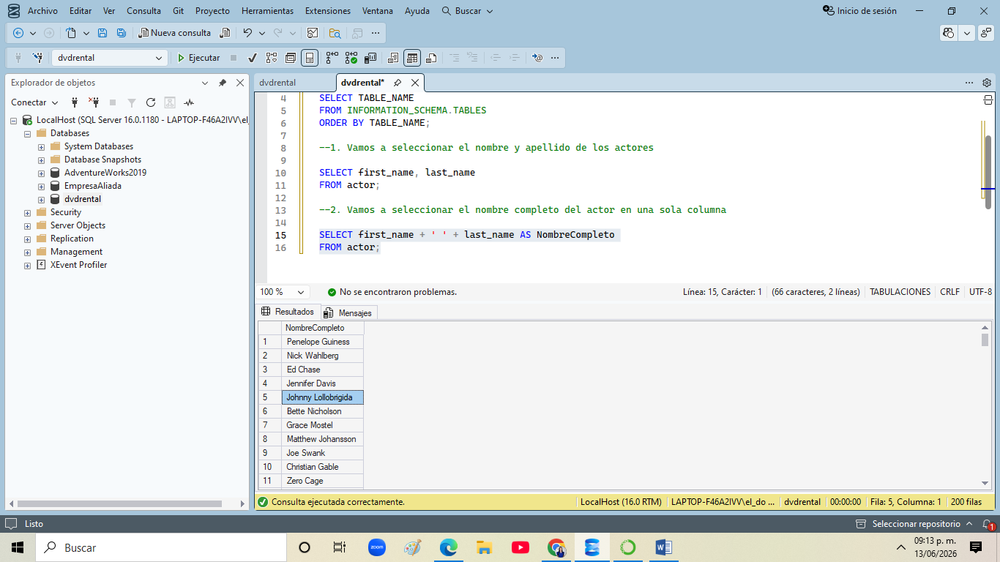 Archivo Editar Ver Consulta Git Proyecto Herramientas Extensiones Ventana Ayuda Buscar Inicio de sesión
Nueva consulta
dvdrental Ejecutar
Explorador de objetos
Conectar
LocalHost (SQL Server 16.0.1180 - LAPTOP-F46A2IVV\el_
Databases
System Databases
Database Snapshots
AdventureWorks2019
EmpresaAliada
dvdrental
Security
Server Objects
Replication
Management
XEvent Profiler
dvdrental dvdrental*
4 SELECT TABLE_NAME
5 FROM INFORMATION_SCHEMA.TABLES
6 ORDER BY TABLE_NAME;
7
8 --1. Vamos a seleccionar el nombre y apellido de los actores
9
10 SELECT first_name, last_name
11 FROM actor;
12
13 --2. Vamos a seleccionar el nombre completo del actor en una sola columna
14
15 SELECT first_name + ' ' + last_name AS NombreCompleto
16 FROM actor;
100 % No se encontraron problemas. Línea: 15, Carácter: 1 (66 caracteres, 2 líneas) TABULACIONES CRLF UTF-8
Resultados Mensajes
NombreCompleto
1 Penelope Guiness
2 Nick Wahlberg
3 Ed Chase
4 Jennifer Davis
5 Johnny Lollobrigida
6 Bette Nicholson
7 Grace Mostel
8 Matthew Johansson
9 Joe Swank
10 Christian Gable
11 Zero Cage
Consulta ejecutada correctamente. LocalHost (16.0 RTM) LAPTOP-F46A2IVV\el_do ... dvdrental 00:00:00 Fila: 5, Columna: 1 200 filas
Listo Seleccionar repositorio 1
Buscar zoom 09:13 p. m.
13/06/2026